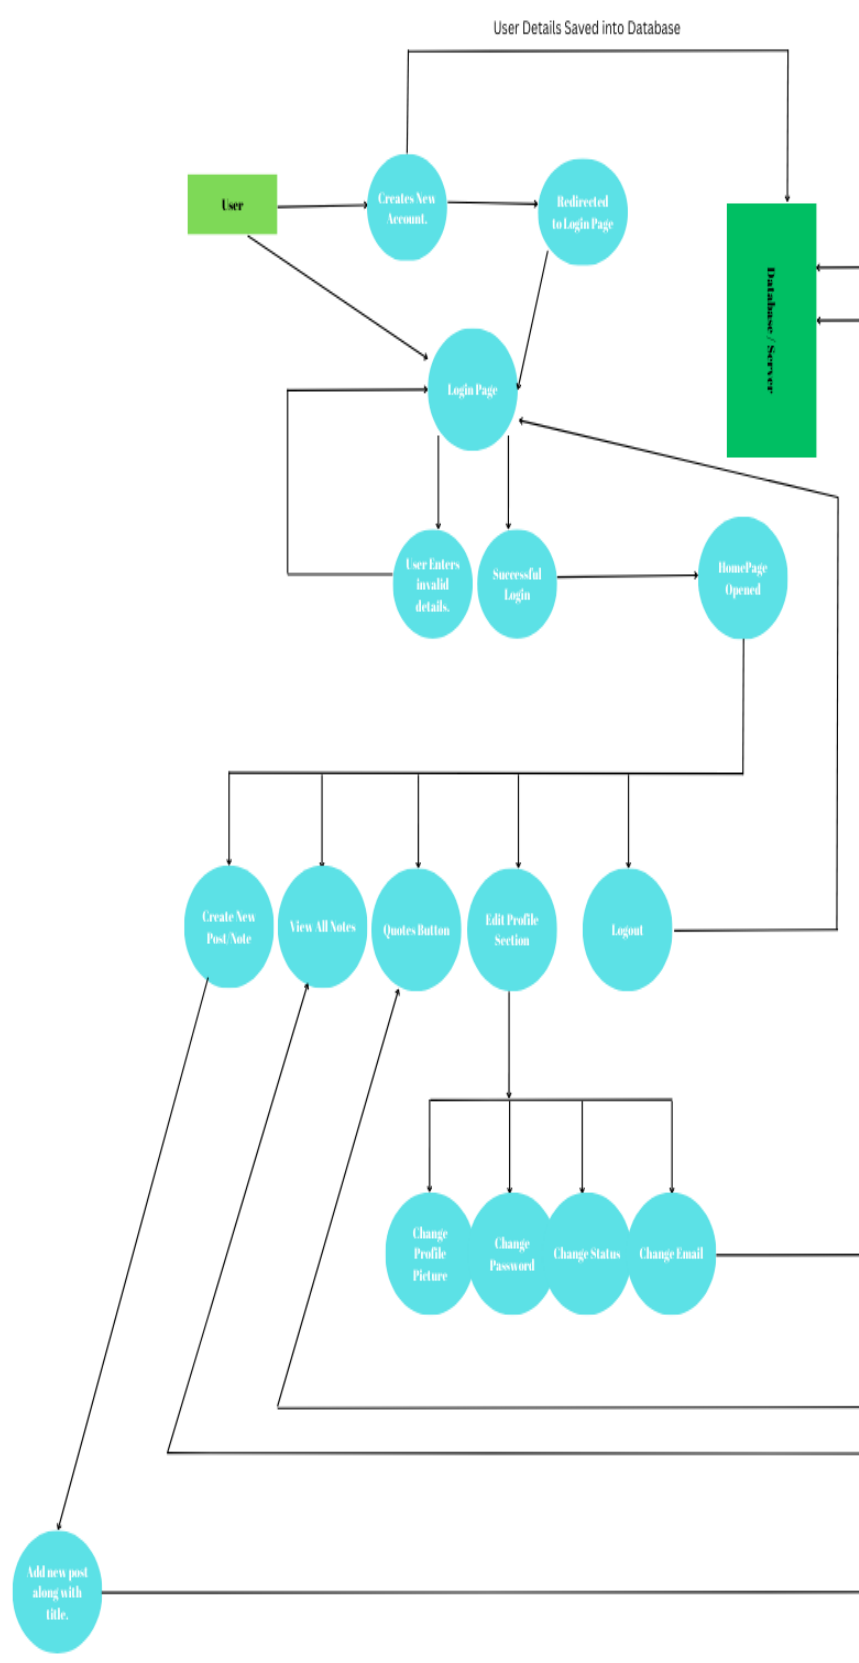 User Details Saved into Database
User
Creates New
Account.
Redirected
to Login Page
Database / Server
Login Page
User Enters
invalid
details.
Successful
Login
HomePage
Opened
Create New
Post/Note
View All Notes
Quotes Button
Edit Profile
Section
Logout
Change
Profile
Picture
Change
Password
Change Status
Change Email
Add new post
along with
title.